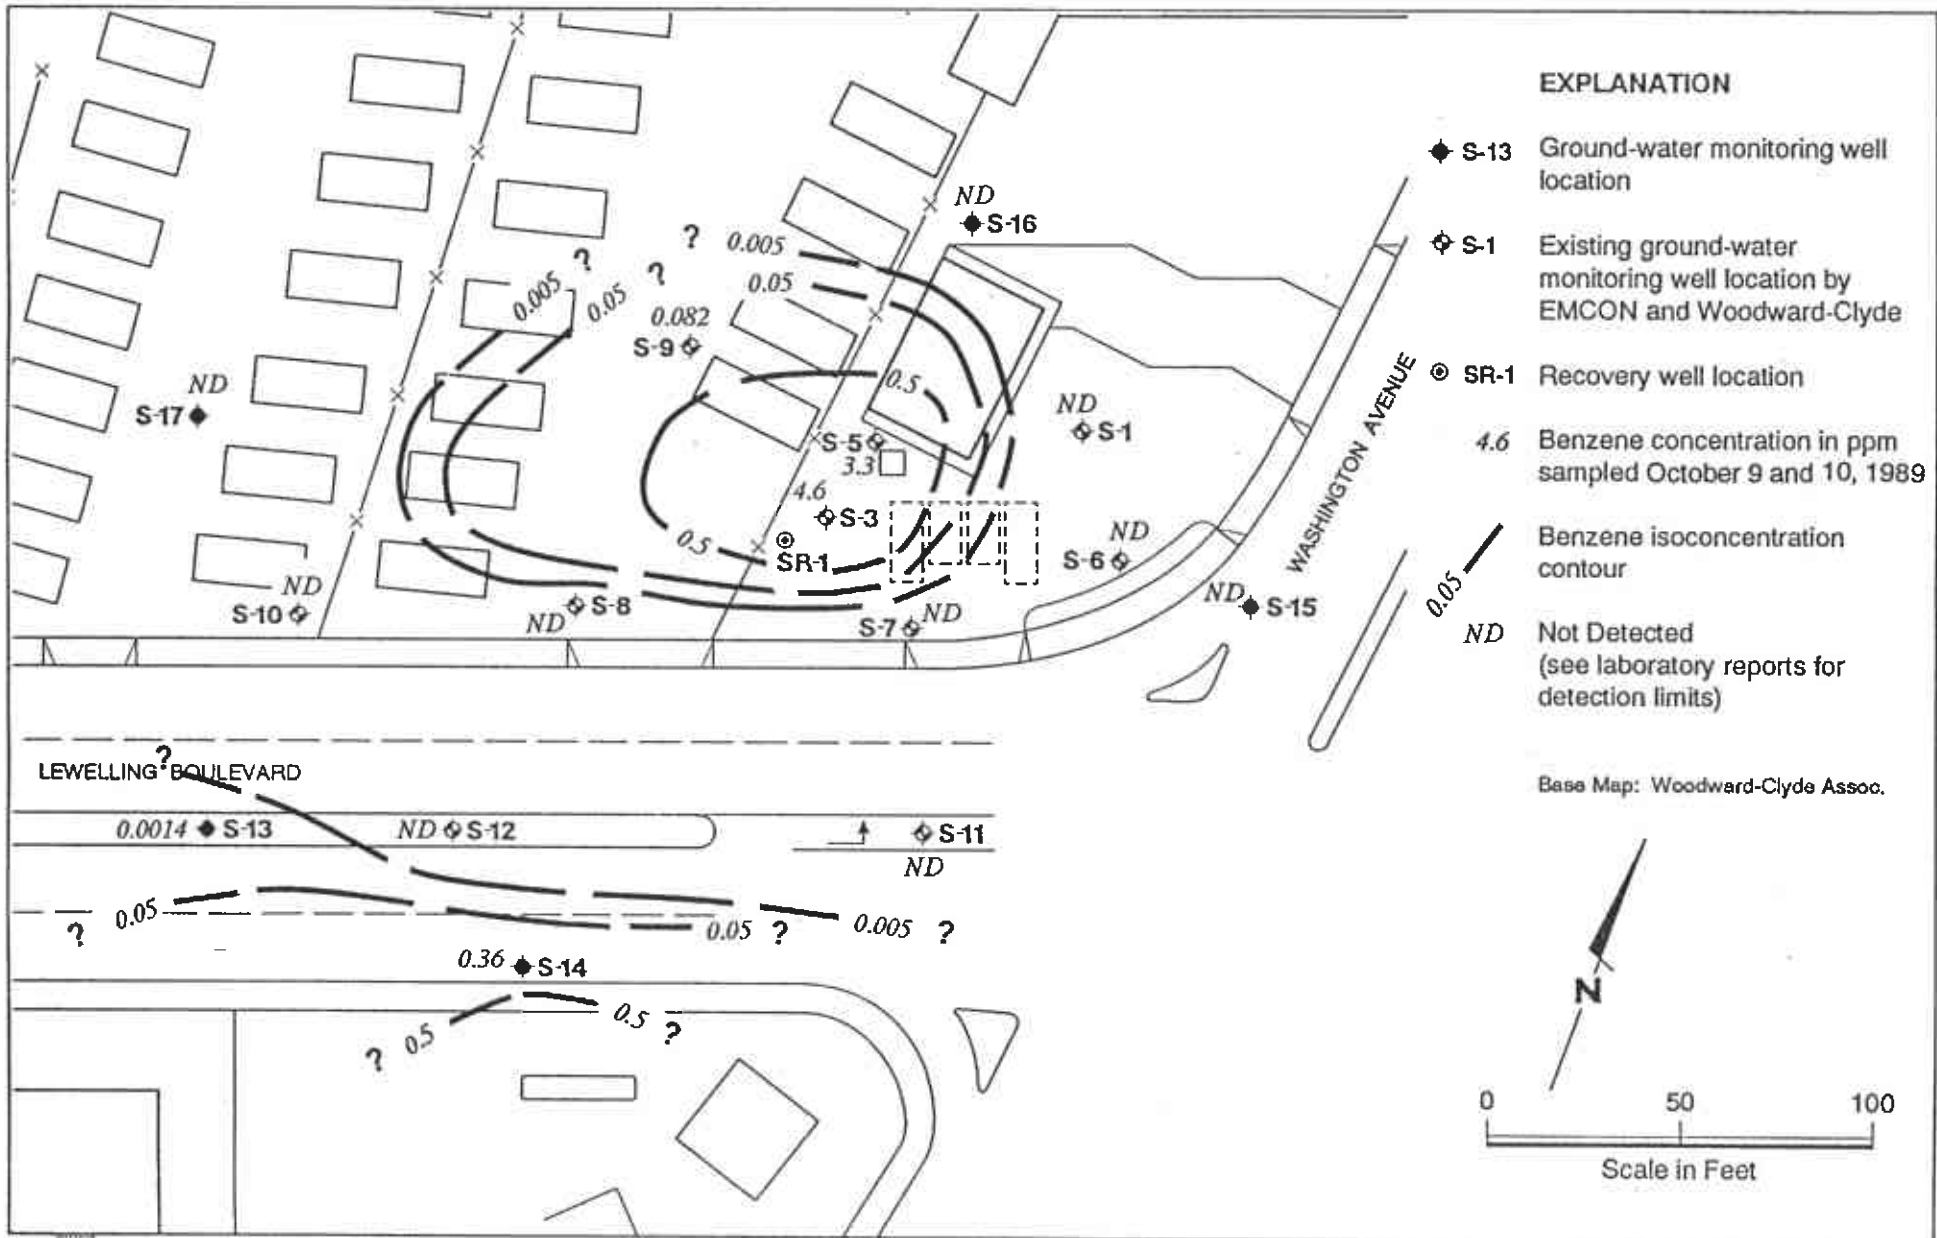 EXPLANATION
S-13 Ground-water monitoring well
location
S-1 Existing ground-water
monitoring well location by
EMCON and Woodward-Clyde
SR-1 Recovery well location
4.6 Benzene concentration in ppm
sampled October 9 and 10, 1989
0.05 Benzene isoconcentration
contour
ND Not Detected
(see laboratory reports for
detection limits)
Base Map: Woodward-Clyde Assoc.
N
0 50 100
Scale in Feet
ND
S-16
? 0.005
?
?
0.005
0.05
0.05
0.082
S-9
ND
S-17
0.5
ND
S-1
S-5
3.3
4.6
S-3
0.5
SR-1
ND
S-6
ND
S-10
S-8
ND
ND
S-7
ND
S-15
WASHINGTON AVENUE
?
LEWELLING BOULEVARD
0.0014 S-13
ND S-12
S-11
ND
? 0.05
0.05 ?
0.005 ?
0.36 S-14
? 0.5
0.5 ?